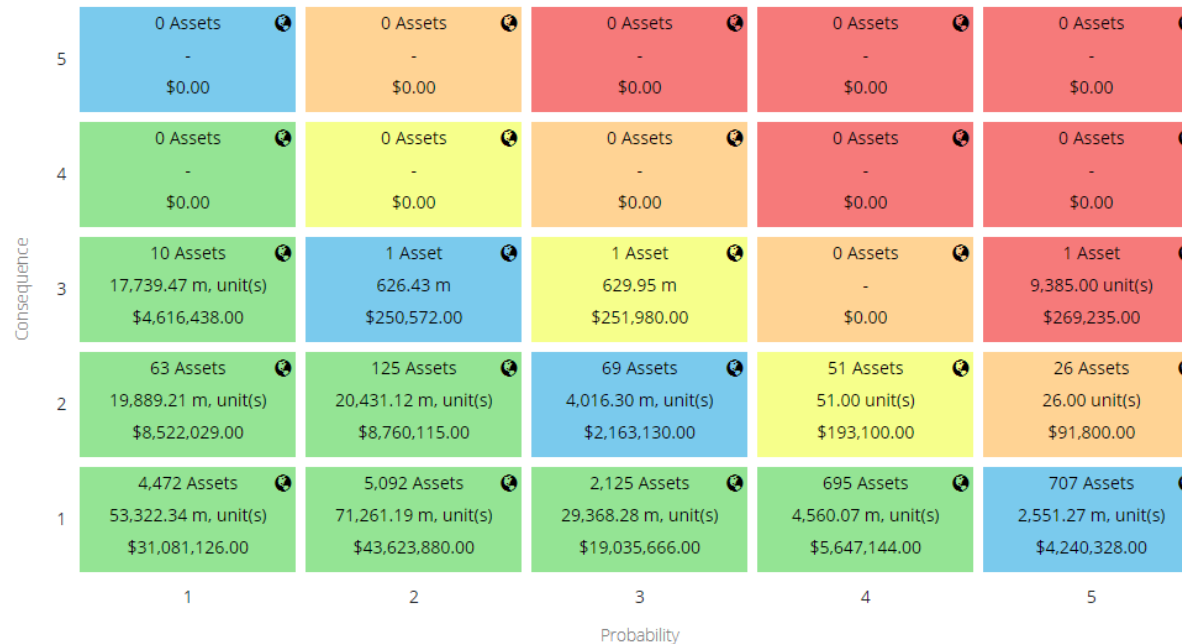 0 Assets 0 Assets 0 Assets 0 Assets 0 Assets
5 - - - - -
$0.00 $0.00 $0.00 $0.00 $0.00
0 Assets 0 Assets 0 Assets 0 Assets 0 Assets
4 - - - - -
$0.00 $0.00 $0.00 $0.00 $0.00
Consequence
10 Assets 1 Asset 1 Asset 0 Assets 1 Asset
3 17,739.47 m, unit(s) 626.43 m 629.95 m - 9,385.00 unit(s)
$4,616,438.00 $250,572.00 $251,980.00 $0.00 $269,235.00
63 Assets 125 Assets 69 Assets 51 Assets 26 Assets
2 19,889.21 m, unit(s) 20,431.12 m, unit(s) 4,016.30 m, unit(s) 51.00 unit(s) 26.00 unit(s)
$8,522,029.00 $8,760,115.00 $2,163,130.00 $193,100.00 $91,800.00
4,472 Assets 5,092 Assets 2,125 Assets 695 Assets 707 Assets
1 53,322.34 m, unit(s) 71,261.19 m, unit(s) 29,368.28 m, unit(s) 4,560.07 m, unit(s) 2,551.27 m, unit(s)
$31,081,126.00 $43,623,880.00 $19,035,666.00 $5,647,144.00 $4,240,328.00
1 2 3 4 5
Probability